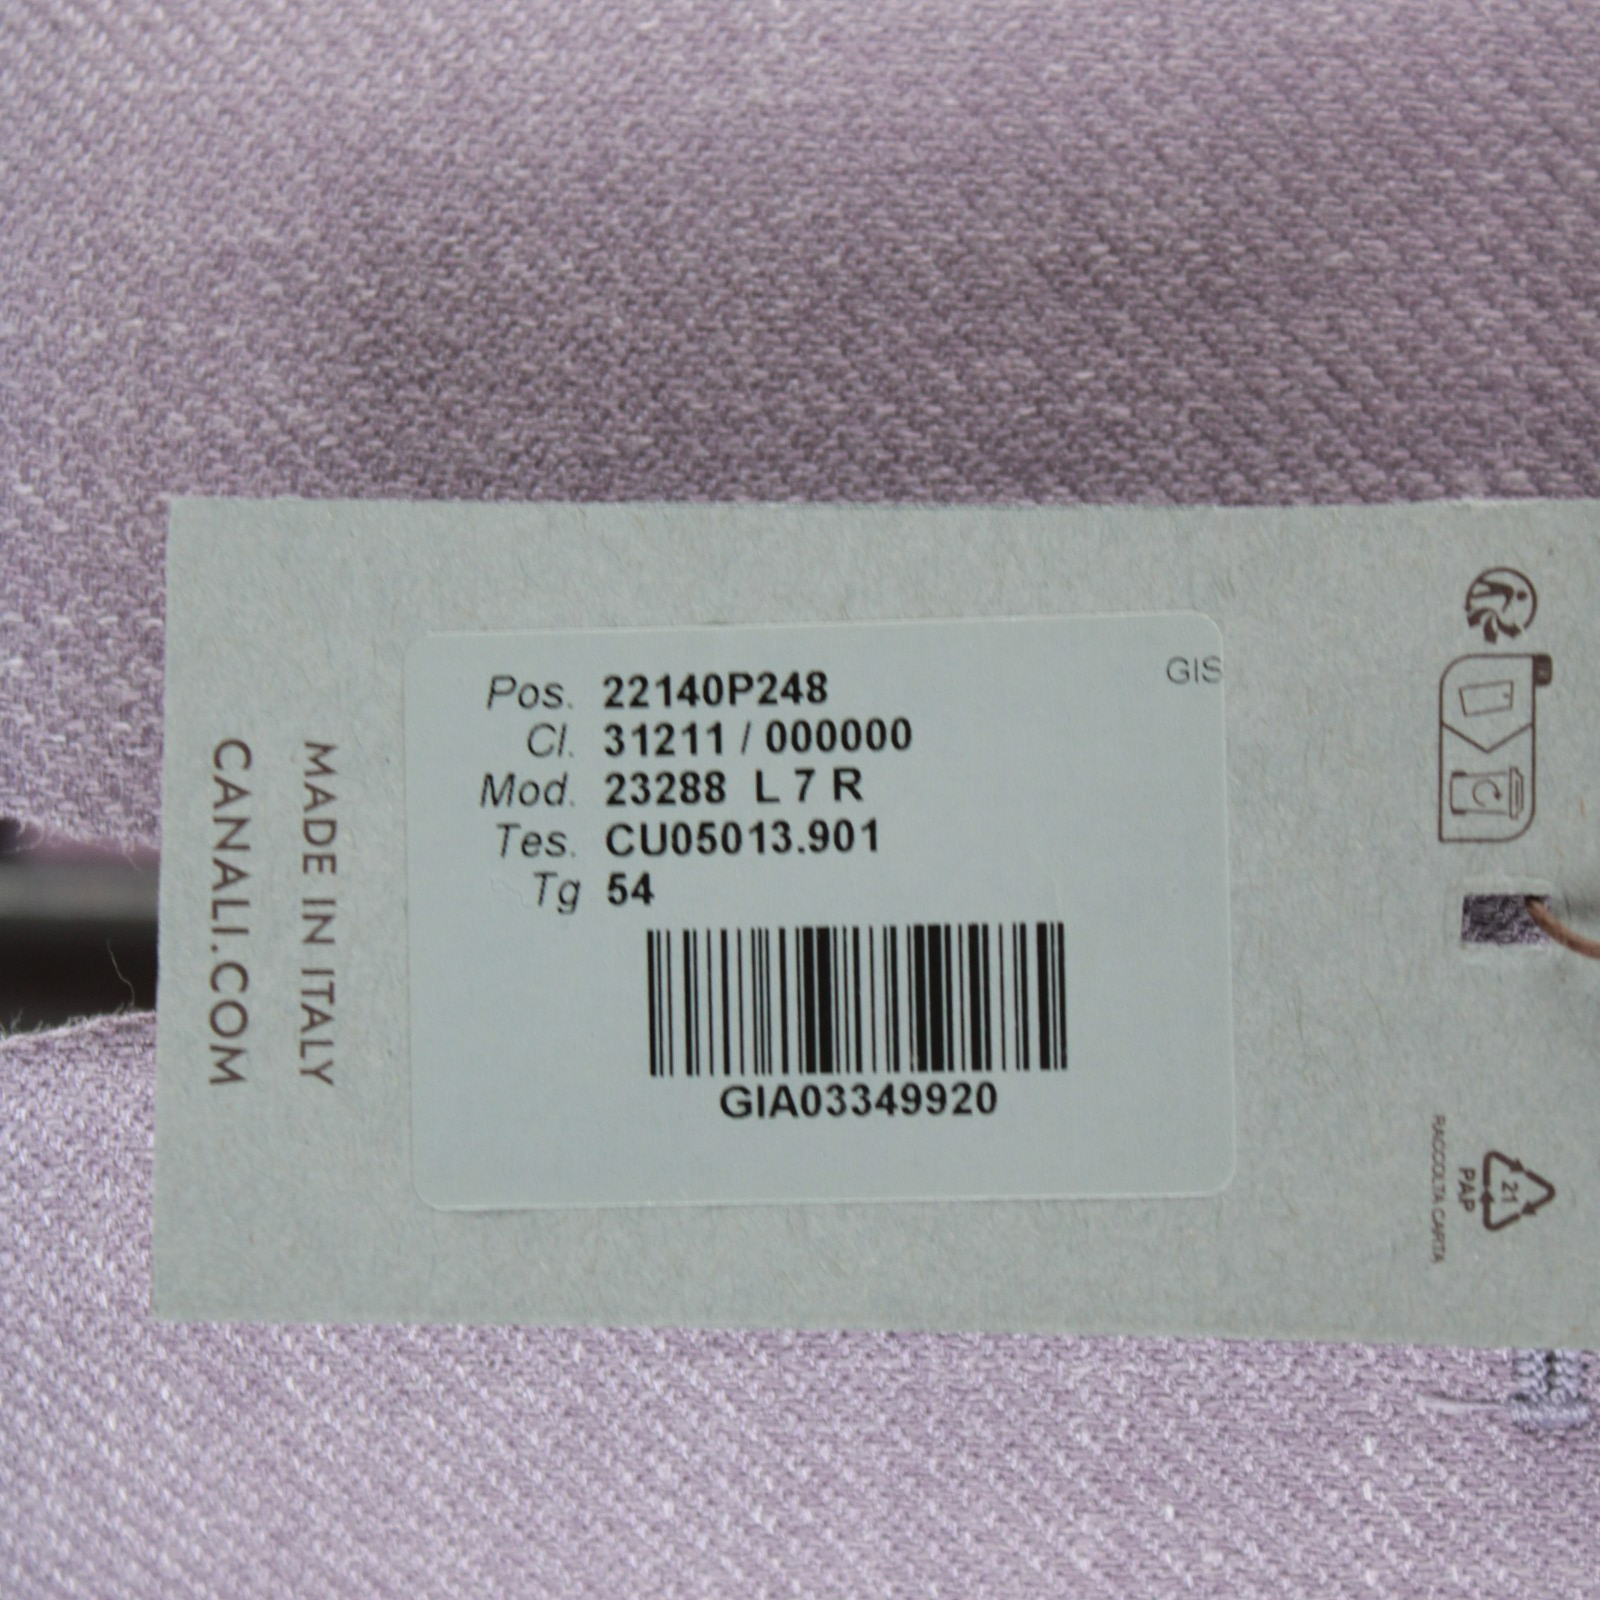 GIS
Pos. 22140P248
Cl. 31211 / 000000
Mod. 23288 L 7 R
Tes. CU05013.901
Tg 54
GIA03349920
MADE IN ITALY
CANALI.COM
21
PAP
RACCOLTA CARTA